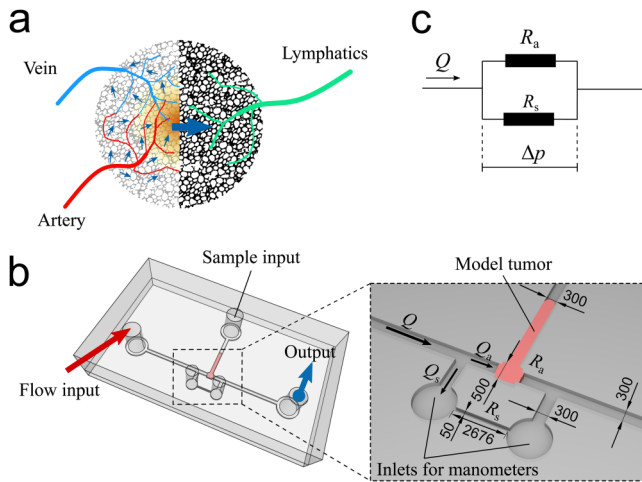 a
Vein
Lymphatics
Artery
c
Q
Ra
Rs
Δp
b
Sample input
Flow input
Output
Model tumor
300
Q
Qa
Ra
Qs
500
Rs
300
300
50
2676
Inlets for manometers